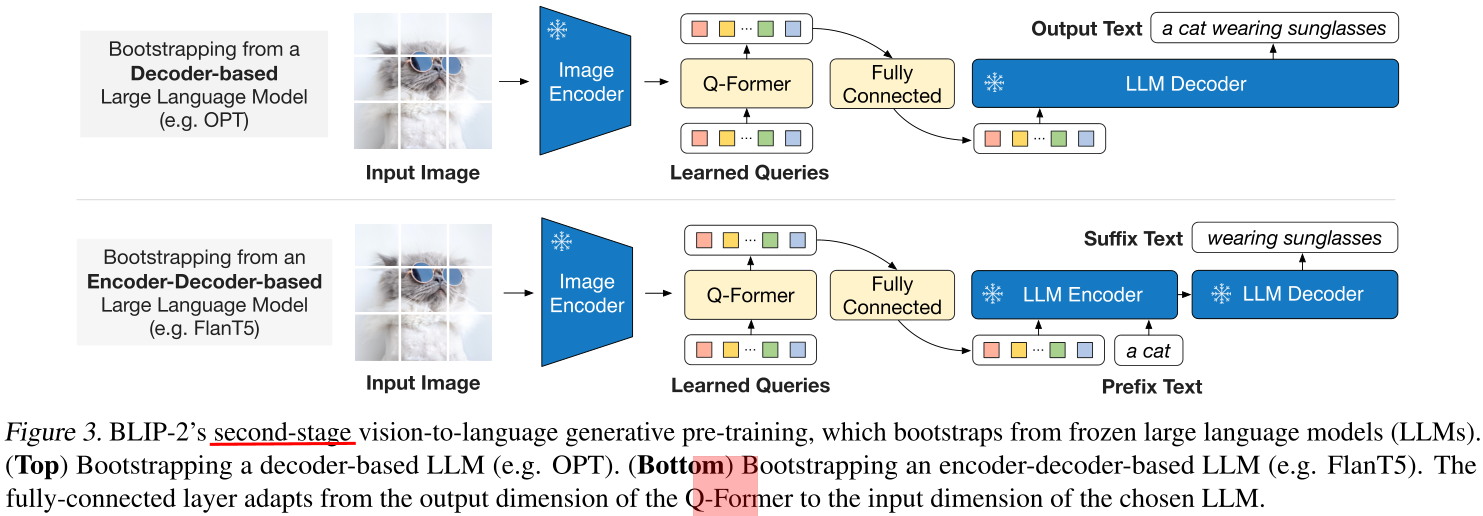 Bootstrapping from a
Decoder-based
Large Language Model
(e.g. OPT)
Input Image
Image
Encoder
Q-Former
Learned Queries
Fully
Connected
Output Text
a cat wearing sunglasses
LLM Decoder
Bootstrapping from an
Encoder-Decoder-based
Large Language Model
(e.g. FlanT5)
Input Image
Image
Encoder
Q-Former
Learned Queries
Fully
Connected
Suffix Text
wearing sunglasses
LLM Encoder
LLM Decoder
a cat
Prefix Text
Figure 3. BLIP-2's second-stage vision-to-language generative pre-training, which bootstraps from frozen large language models (LLMs).
(Top) Bootstrapping a decoder-based LLM (e.g. OPT). (Bottom) Bootstrapping an encoder-decoder-based LLM (e.g. FlanT5). The
fully-connected layer adapts from the output dimension of the Q-Former to the input dimension of the chosen LLM.